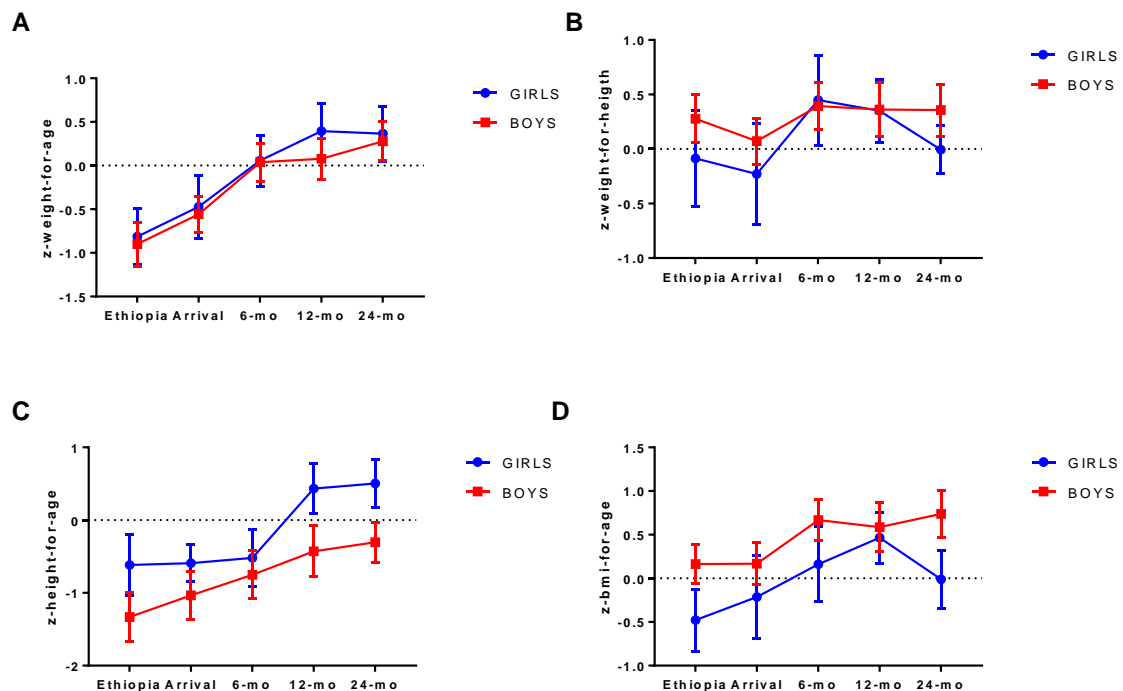 A
z-weight-for-age
1.0
0.5
0.0
-0.5
-1.0
-1.5
Ethiopia Arrival 6-mo 12-mo 24-mo
GIRLS
BOYS
B
z-weight-for-heigth
1.0
0.5
0.0
-0.5
-1.0
Ethiopia Arrival 6-mo 12-mo 24-mo
GIRLS
BOYS
C
z-height-for-age
1
0
-1
-2
Ethiopia Arrival 6-mo 12-mo 24-mo
GIRLS
BOYS
D
z-bmi-for-age
1.5
1.0
0.5
0.0
-0.5
-1.0
Ethiopia Arrival 6-mo 12-mo 24-mo
GIRLS
BOYS